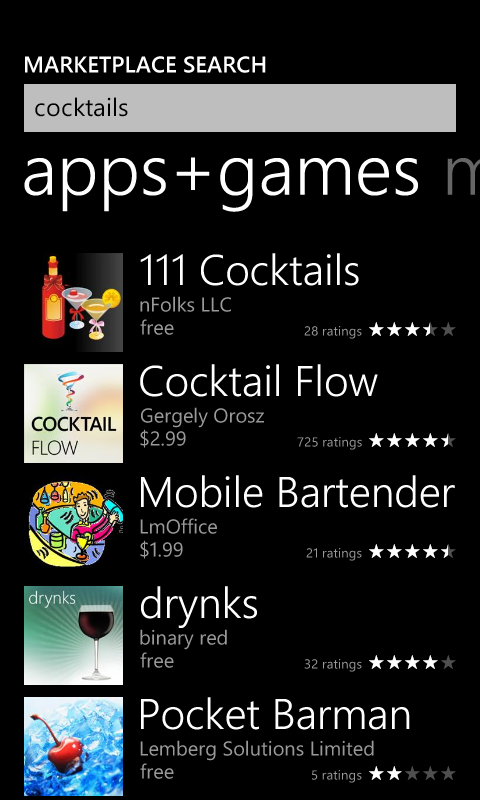 MARKETPLACE SEARCH
cocktails
apps+games m
111 Cocktails
nFolks LLC
free 28 ratings
COCKTAIL
FLOW
Cocktail Flow
Gergely Orosz
$2.99 725 ratings
Mobile Bartender
LmOffice
$1.99 21 ratings
drynks
drynks
binary red
free 32 ratings
Pocket Barman
Lemberg Solutions Limited
free 5 ratings